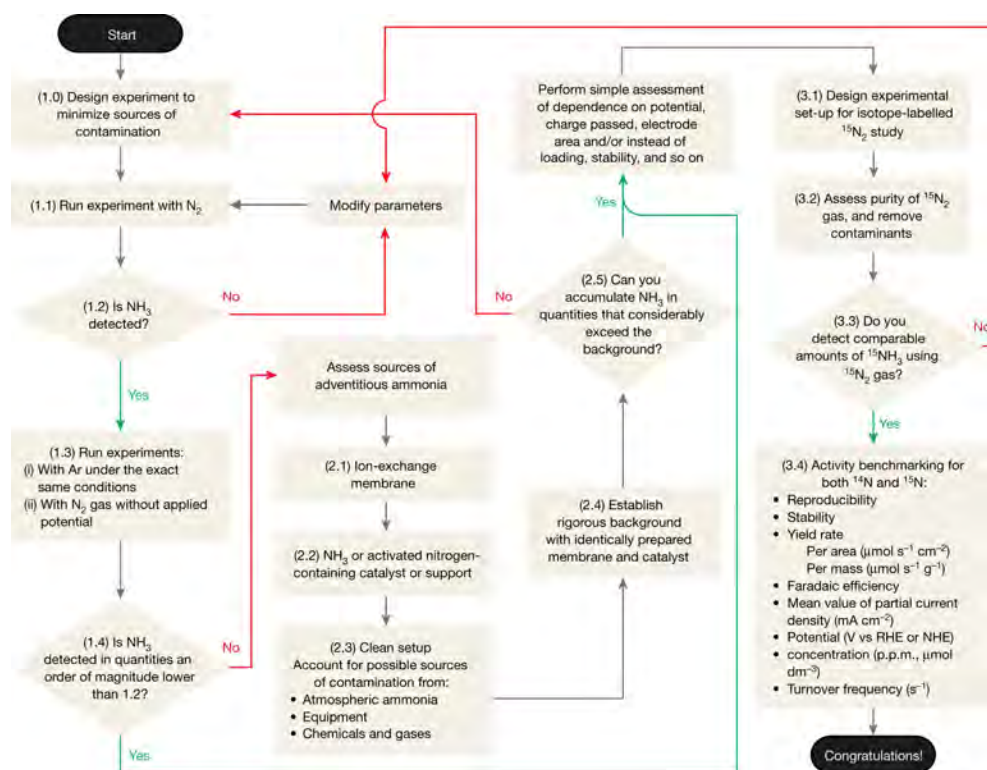 Start
(1.0) Design experiment to
minimize sources of
contamination
(1.1) Run experiment with N₂
Modify parameters
(1.2) Is NH₃
detected?
No
Yes
(1.3) Run experiments:
(i) With Ar under the exact
same conditions
(ii) With N₂ gas without applied
potential
(1.4) Is NH₃
detected in quantities an
order of magnitude lower
than 1.2?
No
Yes
Assess sources of
adventitious ammonia
(2.1) Ion-exchange
membrane
(2.2) NH₃ or activated nitrogen-
containing catalyst or support
(2.3) Clean setup
Account for possible sources
of contamination from:
• Atmospheric ammonia
• Equipment
• Chemicals and gases
(2.4) Establish
rigorous background
with identically prepared
membrane and catalyst
(2.5) Can you
accumulate NH₃ in
quantities that considerably
exceed the
background?
No
Yes
Perform simple assessment
of dependence on potential,
charge passed, electrode
area and/or instead of
loading, stability, and so on
(3.1) Design experimental
set-up for isotope-labelled
¹⁵N₂ study
(3.2) Assess purity of ¹⁵N₂
gas, and remove
contaminants
(3.3) Do you
detect comparable
amounts of ¹⁵NH₃ using
¹⁵N₂ gas?
No
Yes
(3.4) Activity benchmarking for
both ¹⁴N and ¹⁵N:
• Reproducibility
• Stability
• Yield rate
Per area (μmol s⁻¹ cm⁻²)
Per mass (μmol s⁻¹ g⁻¹)
• Faradaic efficiency
• Mean value of partial current
density (mA cm⁻²)
• Potential (V vs RHE or NHE)
• concentration (p.p.m., μmol
dm⁻³)
• Turnover frequency (s⁻¹)
Congratulations!